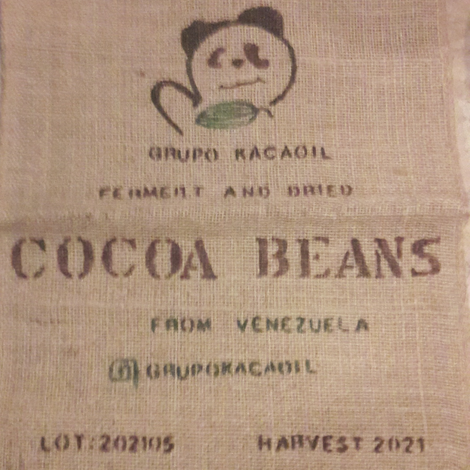 GRUPO KACAOIL
FERMENT AND DRIED
COCOA BEANS
FROM VENEZUELA
GRUPOKACAOIL
LOT:202105 HARVEST 2021